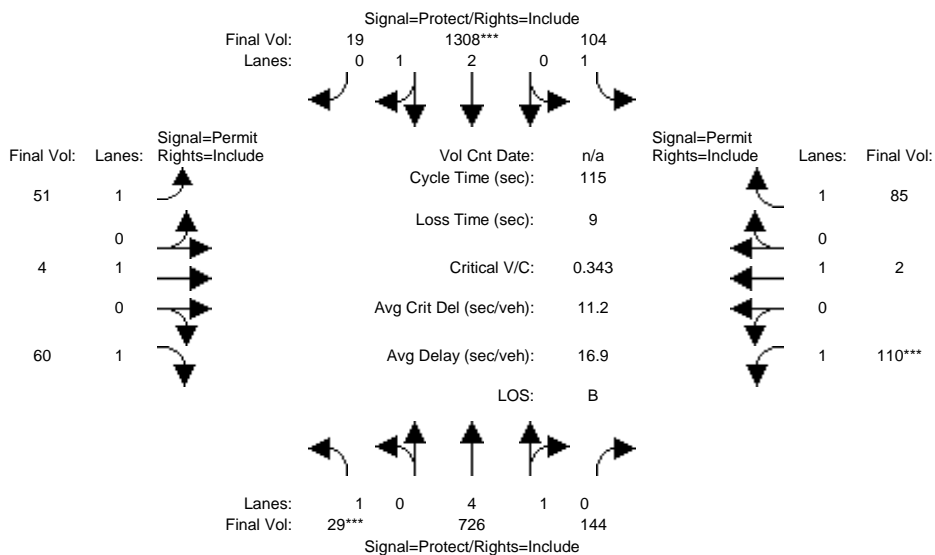 Signal=Protect/Rights=Include
Final Vol: 19 1308*** 104
Lanes: 0 1 2 0 1
Signal=Permit
Final Vol: Lanes: Rights=Include
Vol Cnt Date: n/a
Signal=Permit
Rights=Include Lanes: Final Vol:
Cycle Time (sec): 115
51 1
1 85
Loss Time (sec): 9
0
0
4 1
Critical V/C: 0.343
1 2
0
Avg Crit Del (sec/veh): 11.2
0
60 1
Avg Delay (sec/veh): 16.9
1 110***
LOS: B
Lanes: 1 0 4 1 0
Final Vol: 29*** 726 144
Signal=Protect/Rights=Include